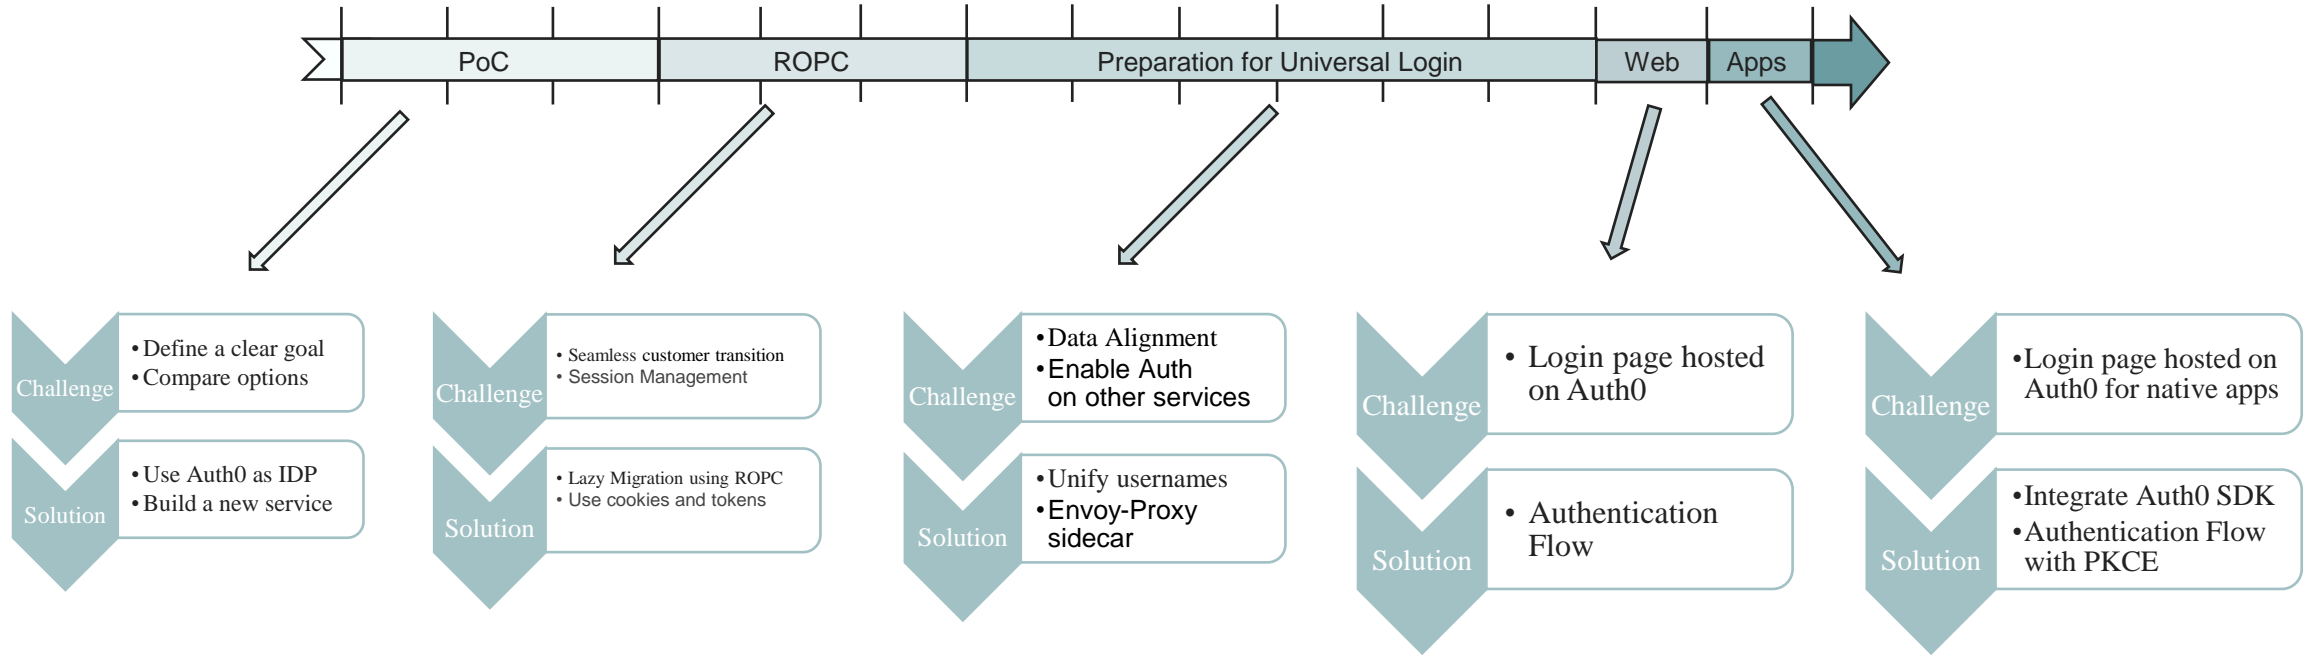 PoC
ROPC
Preparation for Universal Login
Web
Apps
Challenge
• Define a clear goal
• Compare options
Solution
• Use Auth0 as IDP
• Build a new service
Challenge
• Seamless customer transition
• Session Management
Solution
• Lazy Migration using ROPC
• Use cookies and tokens
Challenge
• Data Alignment
• Enable Auth
on other services
Solution
• Unify usernames
• Envoy-Proxy
sidecar
Challenge
• Login page hosted
on Auth0
Solution
• Authentication
Flow
Challenge
• Login page hosted on
Auth0 for native apps
Solution
• Integrate Auth0 SDK
• Authentication Flow
with PKCE